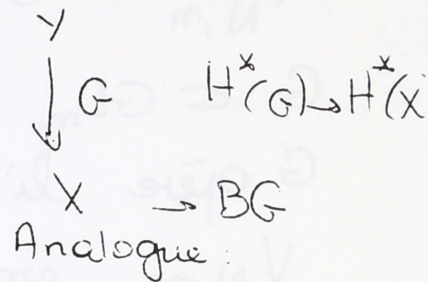 Y
↓ G H*(G) → H*(X
X → BG
Analogue :